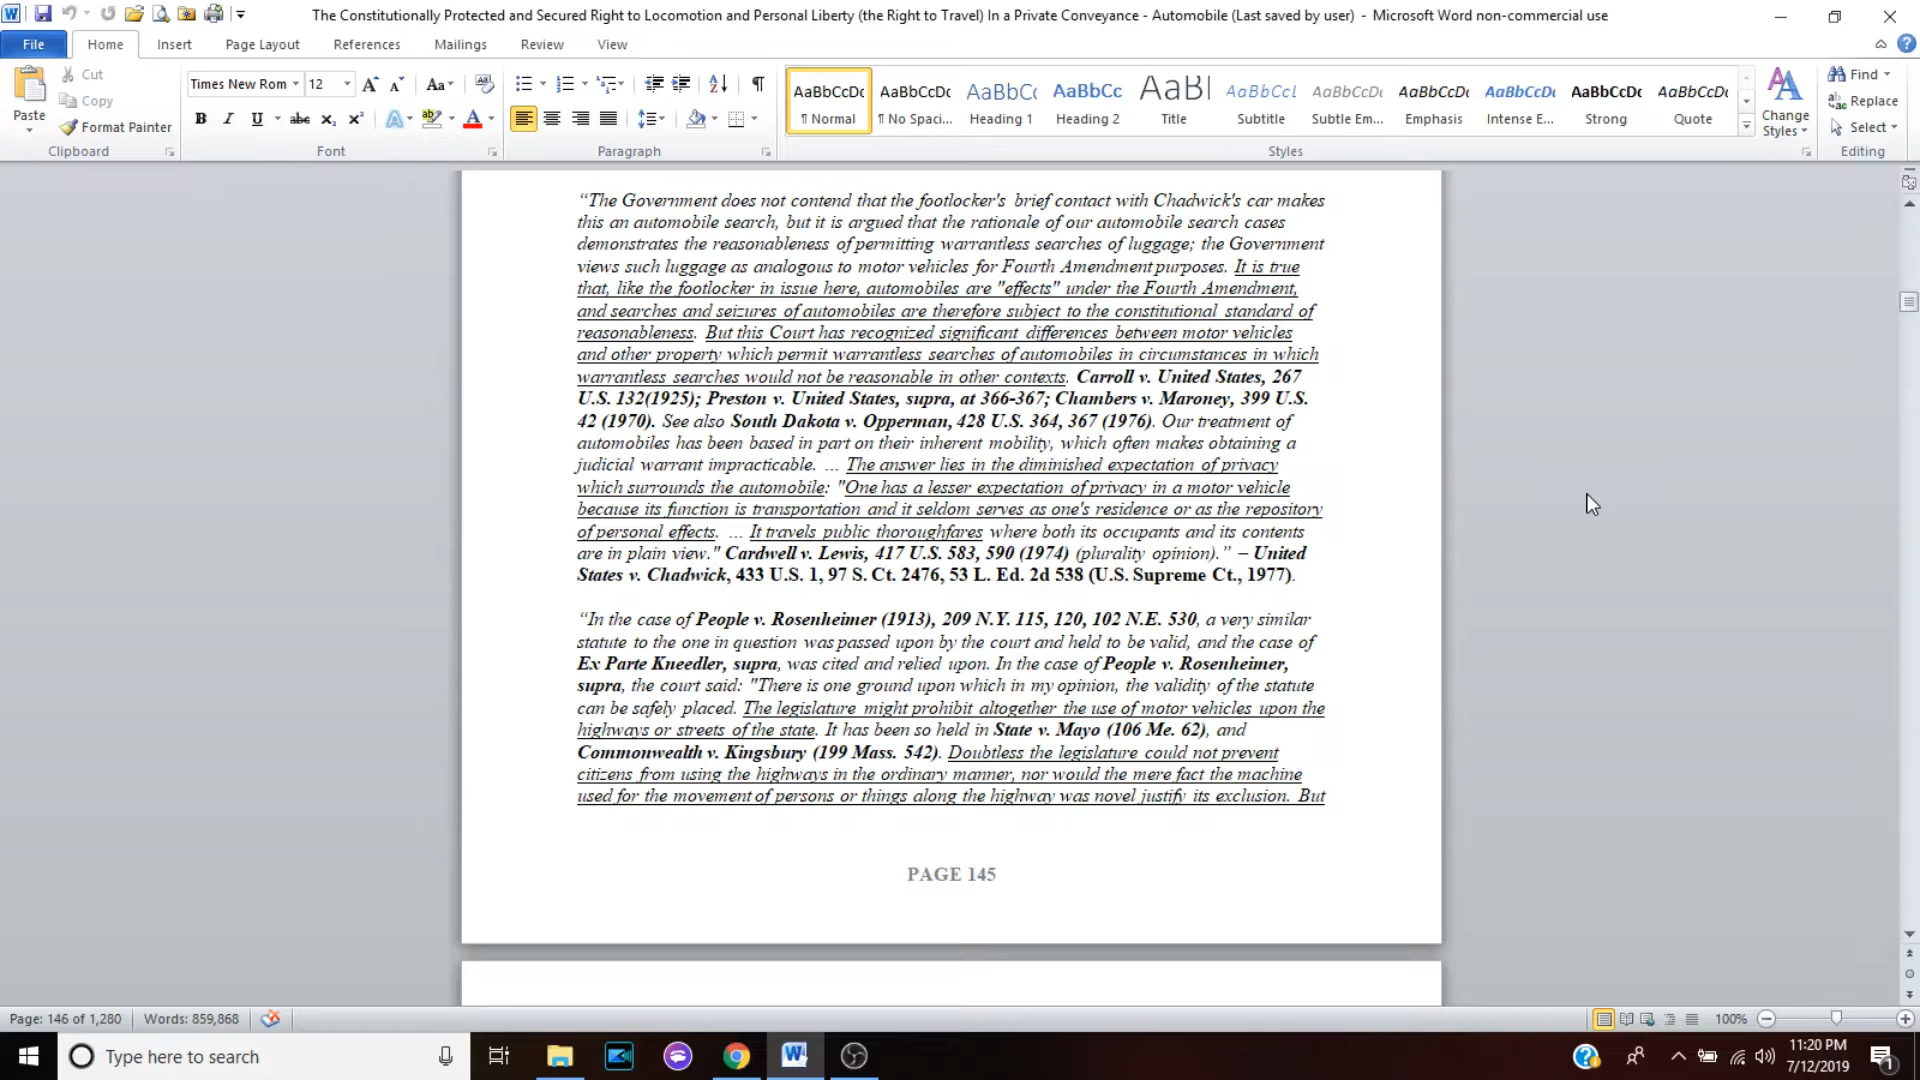 The Constitutionally Protected and Secured Right to Locomotion and Personal Liberty (the Right to Travel) In a Private Conveyance - Automobile (Last saved by user) - Microsoft Word non-commercial use
File Home Insert Page Layout References Mailings Review View
Paste
Cut
Copy
Format Painter
Clipboard
Times New Rom 12
Font
Paragraph
AaBbCcDc AaBbCcDc AaBbCc AaBbCc AaBl AaBbCcL AaBbCcDc AaBbCcDc AaBbCcDc AaBbCcDc AaBbCcDc
¶ Normal ¶ No Spaci... Heading 1 Heading 2 Title Subtitle Subtle Em... Emphasis Intense E... Strong Quote
Styles
Change Styles
Find
Replace
Select
Editing
“The Government does not contend that the footlocker's brief contact with Chadwick's car makes
this an automobile search, but it is argued that the rationale of our automobile search cases
demonstrates the reasonableness of permitting warrantless searches of luggage; the Government
views such luggage as analogous to motor vehicles for Fourth Amendment purposes. It is true
that, like the footlocker in issue here, automobiles are "effects" under the Fourth Amendment,
and searches and seizures of automobiles are therefore subject to the constitutional standard of
reasonableness. But this Court has recognized significant differences between motor vehicles
and other property which permit warrantless searches of automobiles in circumstances in which
warrantless searches would not be reasonable in other contexts. Carroll v. United States, 267
U.S. 132(1925); Preston v. United States, supra, at 366-367; Chambers v. Maroney, 399 U.S.
42 (1970). See also South Dakota v. Opperman, 428 U.S. 364, 367 (1976). Our treatment of
automobiles has been based in part on their inherent mobility, which often makes obtaining a
judicial warrant impracticable. ... The answer lies in the diminished expectation of privacy
which surrounds the automobile: "One has a lesser expectation of privacy in a motor vehicle
because its function is transportation and it seldom serves as one's residence or as the repository
of personal effects. ... It travels public thoroughfares where both its occupants and its contents
are in plain view." Cardwell v. Lewis, 417 U.S. 583, 590 (1974) (plurality opinion).” – United
States v. Chadwick, 433 U.S. 1, 97 S. Ct. 2476, 53 L. Ed. 2d 538 (U.S. Supreme Ct., 1977).
“In the case of People v. Rosenheimer (1913), 209 N.Y. 115, 120, 102 N.E. 530, a very similar
statute to the one in question was passed upon by the court and held to be valid, and the case of
Ex Parte Kneedler, supra, was cited and relied upon. In the case of People v. Rosenheimer,
supra, the court said: "There is one ground upon which in my opinion, the validity of the statute
can be safely placed. The legislature might prohibit altogether the use of motor vehicles upon the
highways or streets of the state. It has been so held in State v. Mayo (106 Me. 62), and
Commonwealth v. Kingsbury (199 Mass. 542). Doubtless the legislature could not prevent
citizens from using the highways in the ordinary manner, nor would the mere fact the machine
used for the movement of persons or things along the highway was novel justify its exclusion. But
PAGE 145
Page: 146 of 1,280 Words: 859,868 100%
Type here to search
11:20 PM
7/12/2019